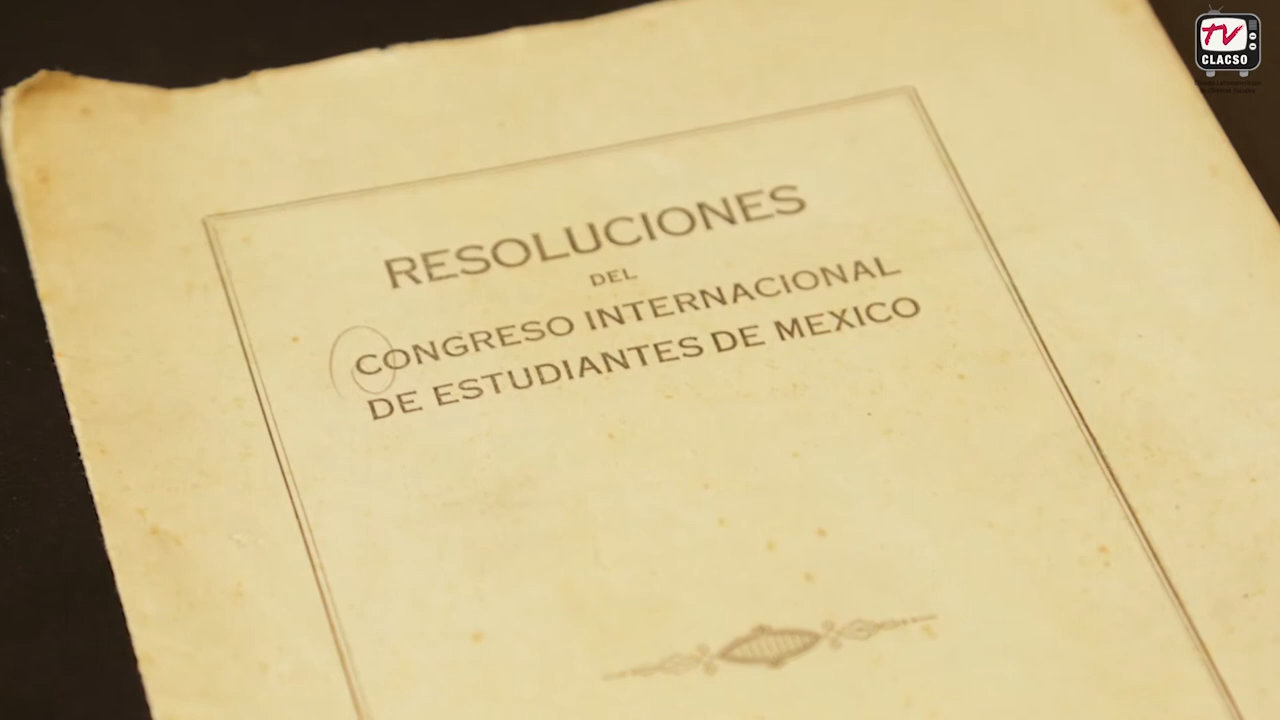 RESOLUCIONES
DEL
CONGRESO INTERNACIONAL
DE ESTUDIANTES DE MEXICO
TV
CLACSO